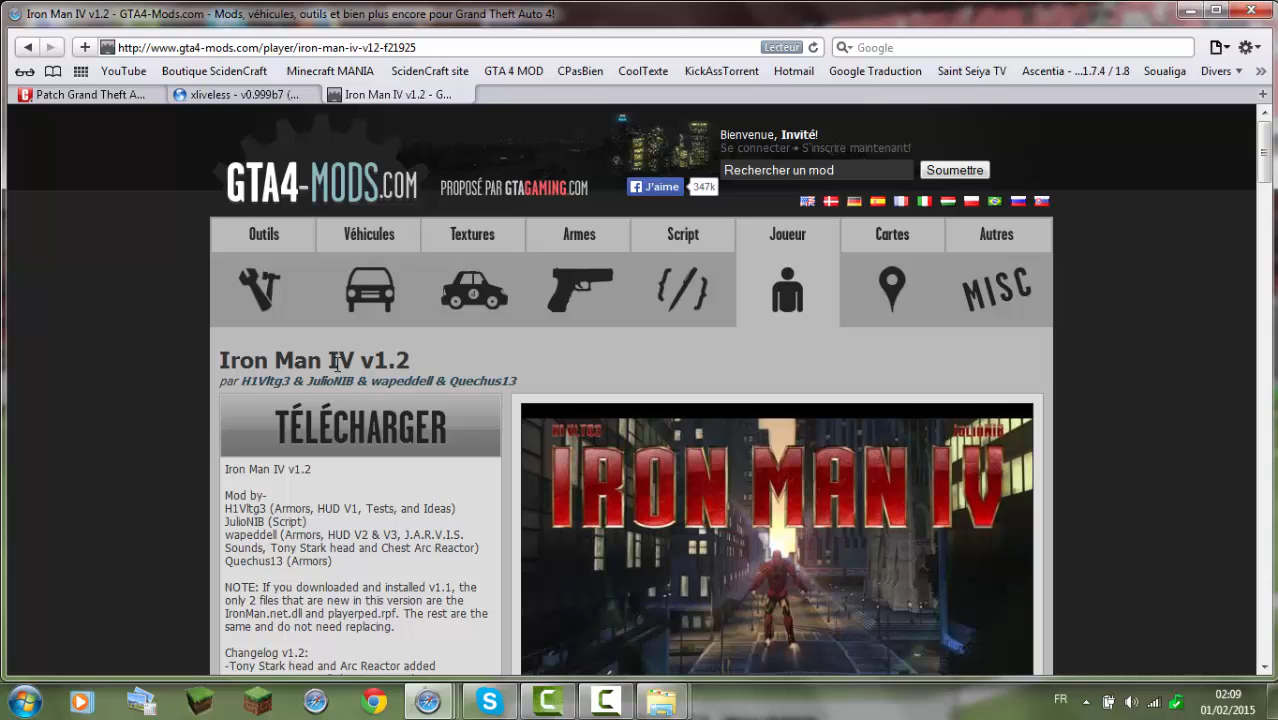 Iron Man IV v1.2 - GTA4-Mods.com - Mods, véhicules, outils et bien plus encore pour Grand Theft Auto 4!
http://www.gta4-mods.com/player/iron-man-iv-v12-f21925
Lecteur
Google
YouTube Boutique ScidenCraft Minecraft MANIA ScidenCraft site GTA 4 MOD CPasBien CoolTexte KickAssTorrent Hotmail Google Traduction Saint Seiya TV Ascentia - ...1.7.4 / 1.8 Soualiga Divers
Patch Grand Theft A... xliveless - v0.999b7 (... Iron Man IV v1.2 - G...
Bienvenue, Invité!
Se connecter S'inscrire maintenant!
GTA4-MODS.COM
PROPOSÉ PAR GTAGAMING.COM
J'aime 347k
Rechercher un mod
Soumettre
Outils Véhicules Textures Armes Script Joueur Cartes Autres
MISC
Iron Man IV v1.2
par H1Vltg3 & JulioNIB & wapeddell & Quechus13
TÉLÉCHARGER
Iron Man IV v1.2
Mod by-
H1Vltg3 (Armors, HUD V1, Tests, and Ideas)
JulioNIB (Script)
wapeddell (Armors, HUD V2 & V3, J.A.R.V.I.S.
Sounds, Tony Stark head and Chest Arc Reactor)
Quechus13 (Armors)
NOTE: If you downloaded and installed v1.1, the
only 2 files that are new in this version are the
IronMan.net.dll and playerped.rpf. The rest are the
same and do not need replacing.
Changelog v1.2:
-Tony Stark head and Arc Reactor added
H1VLTG3
JULIONIB
IRON MAN IV
FR
02:09
01/02/2015